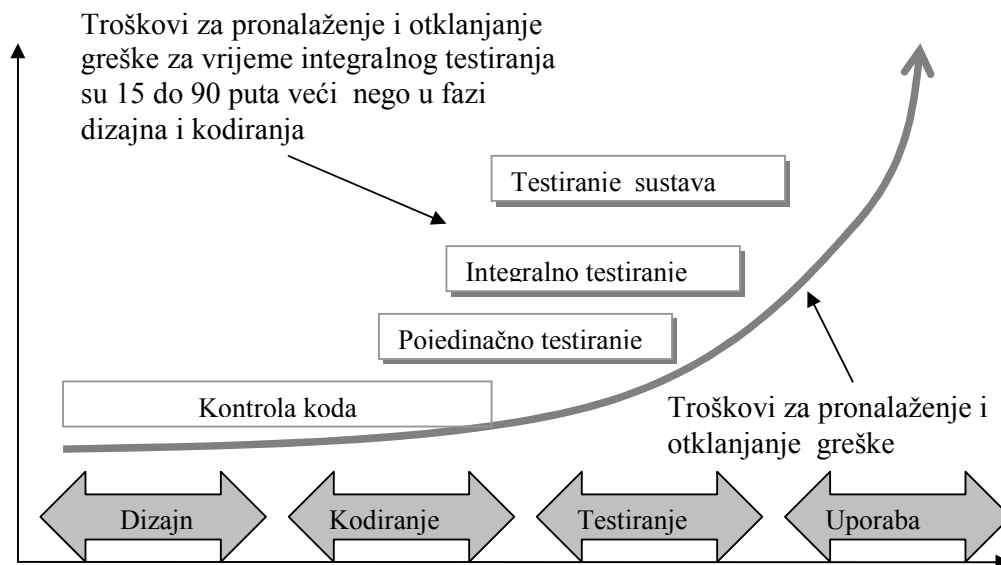 Troškovi za pronalaženje i otklanjanje
greške za vrijeme integralnog testiranja
su 15 do 90 puta veći nego u fazi
dizajna i kodiranja
Testiranje sustava
Integralno testiranje
Pojedinačno testiranje
Kontrola koda
Troškovi za pronalaženje i
otklanjanje greške
Dizajn
Kodiranje
Testiranje
Uporaba